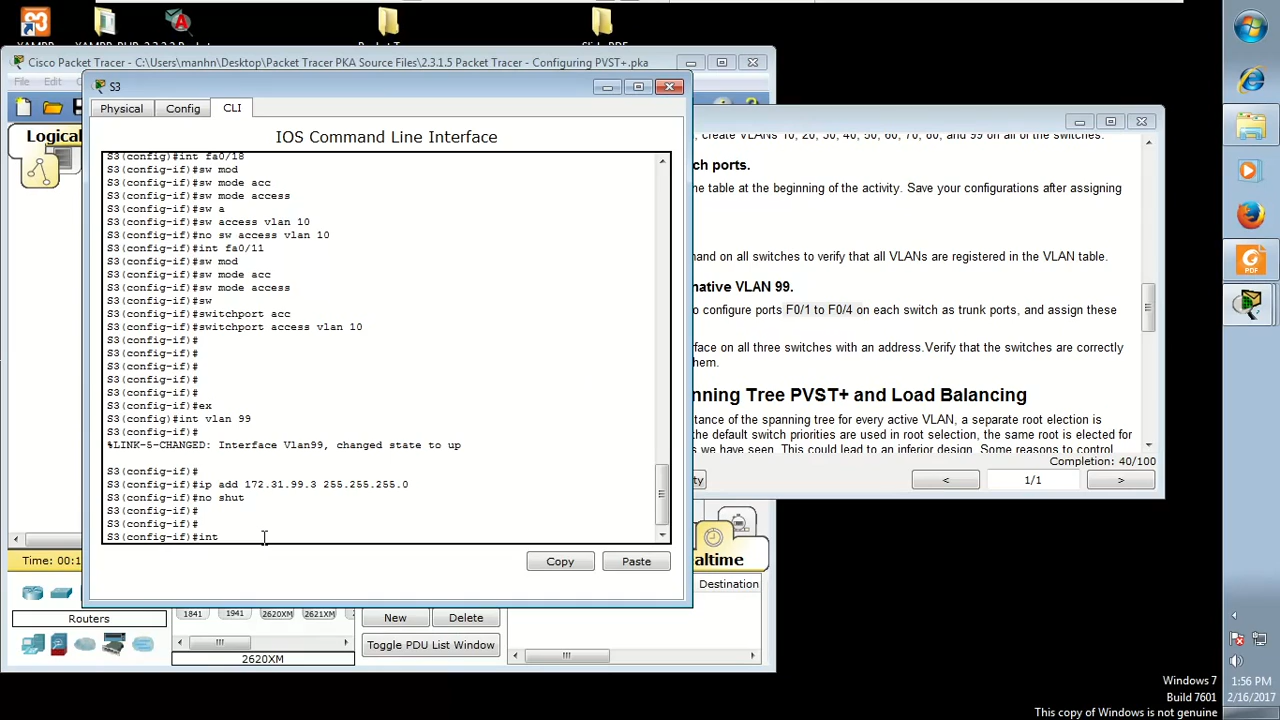 Cisco Packet Tracer - C:\Users\manhn\Desktop\Packet Tracer PKA Source Files\2.3.1.5 Packet Tracer - Configuring PVST+.pka
File Edit
S3
Physical Config CLI
Logical
IOS Command Line Interface
S3(config)#int fa0/18
S3(config-if)#sw mod
S3(config-if)#sw mode acc
S3(config-if)#sw mode access
S3(config-if)#sw a
S3(config-if)#sw access vlan 10
S3(config-if)#no sw access vlan 10
S3(config-if)#int fa0/11
S3(config-if)#sw mod
S3(config-if)#sw mode acc
S3(config-if)#sw mode access
S3(config-if)#sw
S3(config-if)#switchport acc
S3(config-if)#switchport access vlan 10
S3(config-if)#
S3(config-if)#
S3(config-if)#
S3(config-if)#
S3(config-if)#
S3(config-if)#ex
S3(config)#int vlan 99
S3(config-if)#
%LINK-5-CHANGED: Interface Vlan99, changed state to up
S3(config-if)#
S3(config-if)#ip add 172.31.99.3 255.255.255.0
S3(config-if)#no shut
S3(config-if)#
S3(config-if)#
S3(config-if)#int
Copy Paste
, create VLANs 10, 20, 30, 40, 50, 60, 70, 80, and 99 on all of the switches.
ch ports.
he table at the beginning of the activity. Save your configurations after assigning
mand on all switches to verify that all VLANs are registered in the VLAN table.
native VLAN 99.
o configure ports F0/1 to F0/4 on each switch as trunk ports, and assign these
rface on all three switches with an address.Verify that the switches are correctly
hem.
nning Tree PVST+ and Load Balancing
tance of the spanning tree for every active VLAN, a separate root election is
the default switch priorities are used in root selection, the same root is elected for
s we have seen. This could lead to an inferior design. Some reasons to control
Completion: 40/100
ty < 1/1 >
Time: 00:1
ealtime
Destination
Routers
1841 1941 2620XM 2621XM
2620XM
New Delete
Toggle PDU List Window
PDF
1:56 PM
2/16/2017
Windows 7
Build 7601
This copy of Windows is not genuine